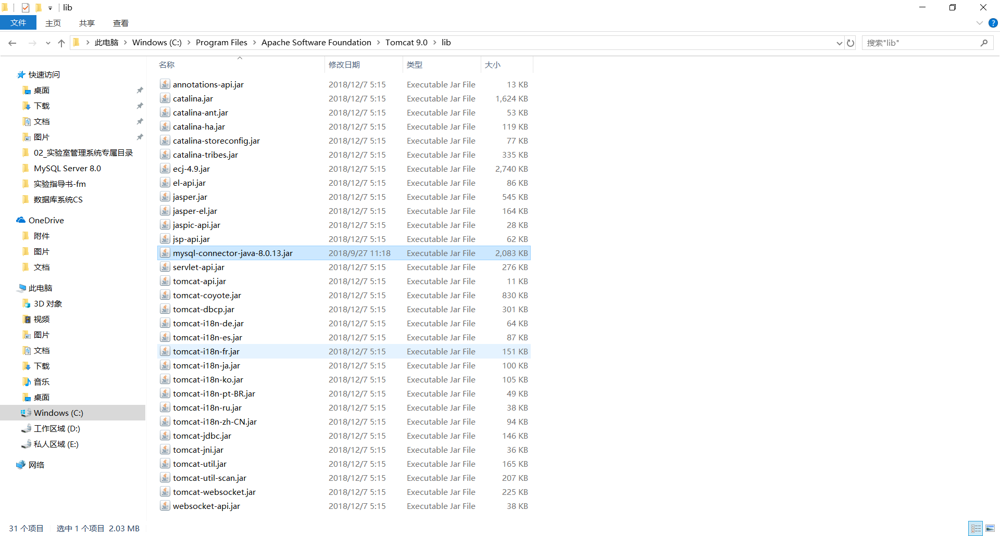 lib
文件 主页 共享 查看
此电脑 Windows (C:) Program Files Apache Software Foundation Tomcat 9.0 lib 搜索"lib"
名称 修改日期 类型 大小
快速访问
桌面
下载
文档
图片
02_实验室管理系统专属目录
MySQL Server 8.0
实验指导书-fm
数据库系统CS
OneDrive
附件
图片
文档
此电脑
3D 对象
视频
图片
文档
下载
音乐
桌面
Windows (C:)
工作区域 (D:)
私人区域 (E:)
网络
annotations-api.jar 2018/12/7 5:15 Executable Jar File 13 KB
catalina.jar 2018/12/7 5:15 Executable Jar File 1,624 KB
catalina-ant.jar 2018/12/7 5:15 Executable Jar File 53 KB
catalina-ha.jar 2018/12/7 5:15 Executable Jar File 119 KB
catalina-storeconfig.jar 2018/12/7 5:15 Executable Jar File 77 KB
catalina-tribes.jar 2018/12/7 5:15 Executable Jar File 335 KB
ecj-4.9.jar 2018/12/7 5:15 Executable Jar File 2,740 KB
el-api.jar 2018/12/7 5:15 Executable Jar File 86 KB
jasper.jar 2018/12/7 5:15 Executable Jar File 545 KB
jasper-el.jar 2018/12/7 5:15 Executable Jar File 164 KB
jaspic-api.jar 2018/12/7 5:15 Executable Jar File 28 KB
jsp-api.jar 2018/12/7 5:15 Executable Jar File 62 KB
mysql-connector-java-8.0.13.jar 2018/9/27 11:18 Executable Jar File 2,083 KB
servlet-api.jar 2018/12/7 5:15 Executable Jar File 276 KB
tomcat-api.jar 2018/12/7 5:15 Executable Jar File 11 KB
tomcat-coyote.jar 2018/12/7 5:15 Executable Jar File 830 KB
tomcat-dbcp.jar 2018/12/7 5:15 Executable Jar File 301 KB
tomcat-i18n-de.jar 2018/12/7 5:15 Executable Jar File 64 KB
tomcat-i18n-es.jar 2018/12/7 5:15 Executable Jar File 87 KB
tomcat-i18n-fr.jar 2018/12/7 5:15 Executable Jar File 151 KB
tomcat-i18n-ja.jar 2018/12/7 5:15 Executable Jar File 100 KB
tomcat-i18n-ko.jar 2018/12/7 5:15 Executable Jar File 105 KB
tomcat-i18n-pt-BR.jar 2018/12/7 5:15 Executable Jar File 49 KB
tomcat-i18n-ru.jar 2018/12/7 5:15 Executable Jar File 38 KB
tomcat-i18n-zh-CN.jar 2018/12/7 5:15 Executable Jar File 94 KB
tomcat-jdbc.jar 2018/12/7 5:15 Executable Jar File 146 KB
tomcat-jni.jar 2018/12/7 5:15 Executable Jar File 36 KB
tomcat-util.jar 2018/12/7 5:15 Executable Jar File 165 KB
tomcat-util-scan.jar 2018/12/7 5:15 Executable Jar File 207 KB
tomcat-websocket.jar 2018/12/7 5:15 Executable Jar File 225 KB
websocket-api.jar 2018/12/7 5:15 Executable Jar File 38 KB
31 个项目 选中 1 个项目 2.03 MB